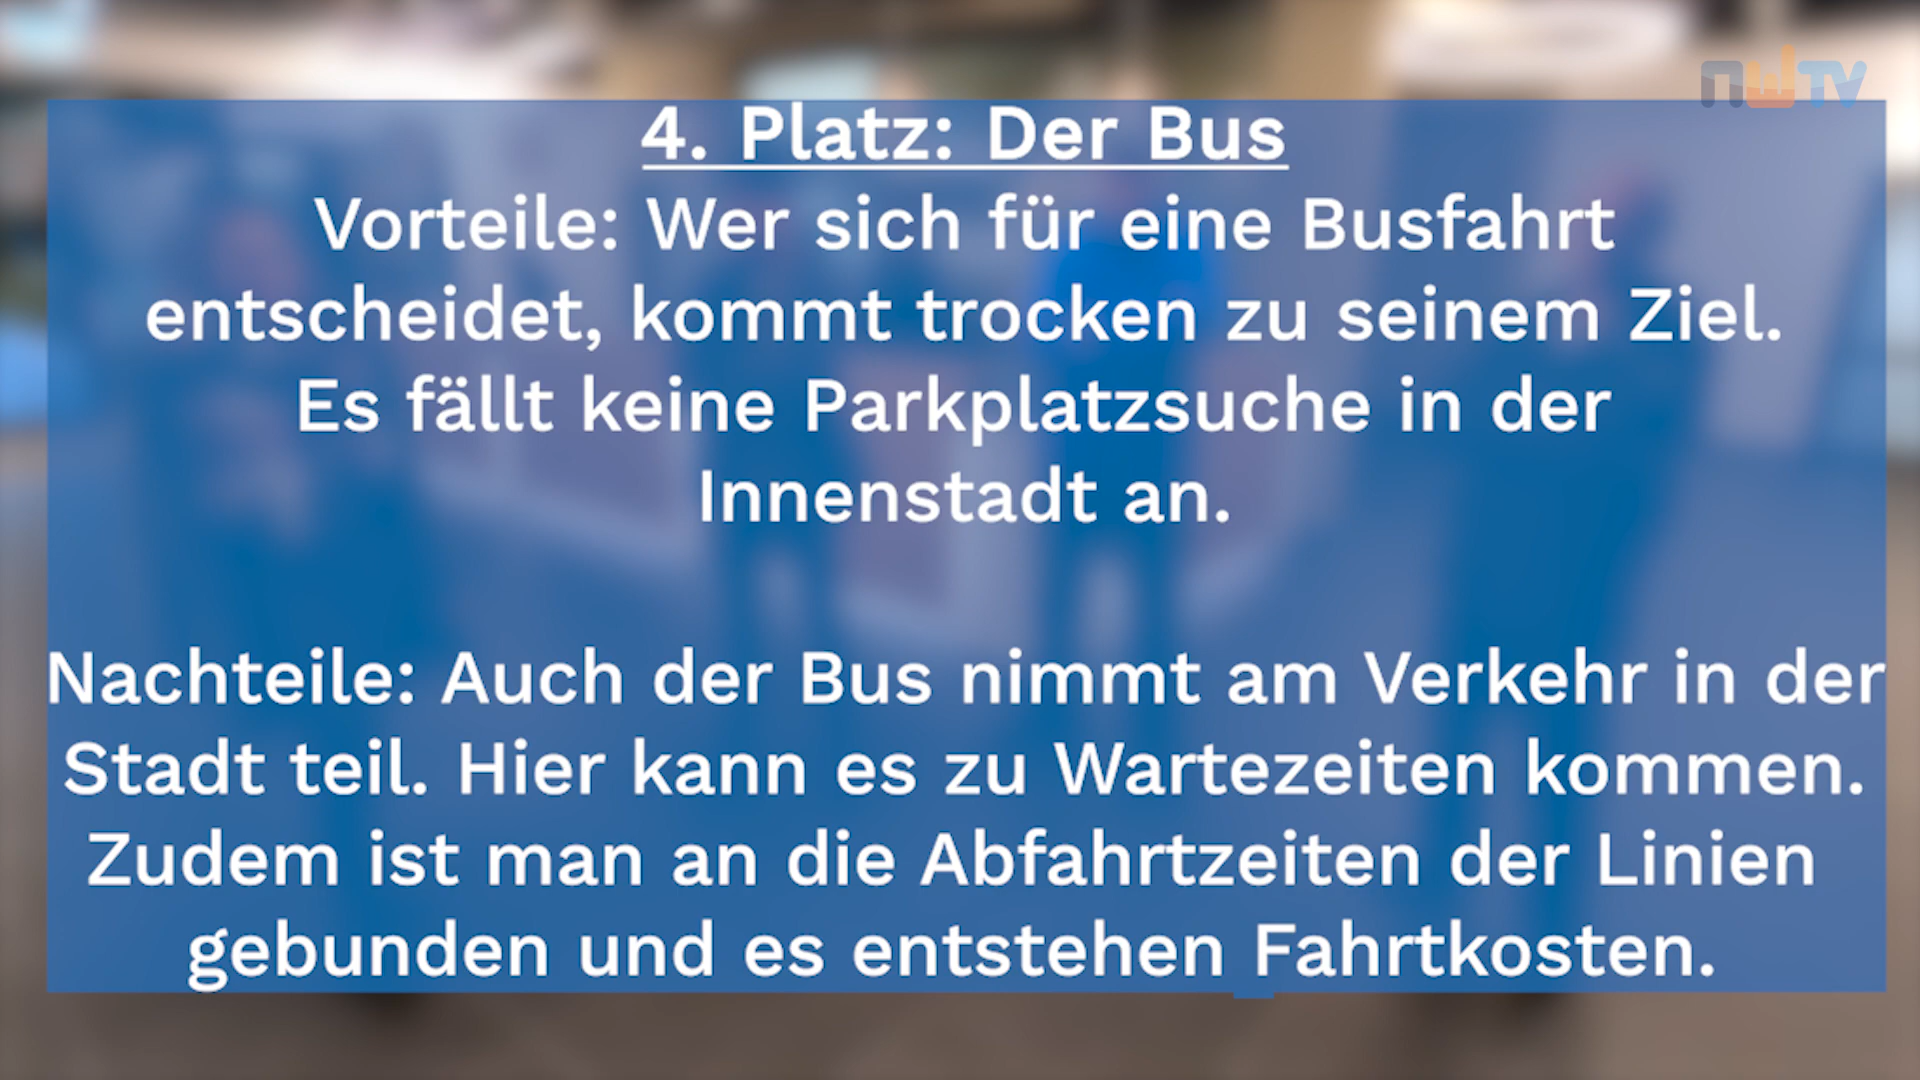 NWTV
4. Platz: Der Bus
Vorteile: Wer sich für eine Busfahrt
entscheidet, kommt trocken zu seinem Ziel.
Es fällt keine Parkplatzsuche in der
Innenstadt an.
Nachteile: Auch der Bus nimmt am Verkehr in der
Stadt teil. Hier kann es zu Wartezeiten kommen.
Zudem ist man an die Abfahrtzeiten der Linien
gebunden und es entstehen Fahrtkosten.